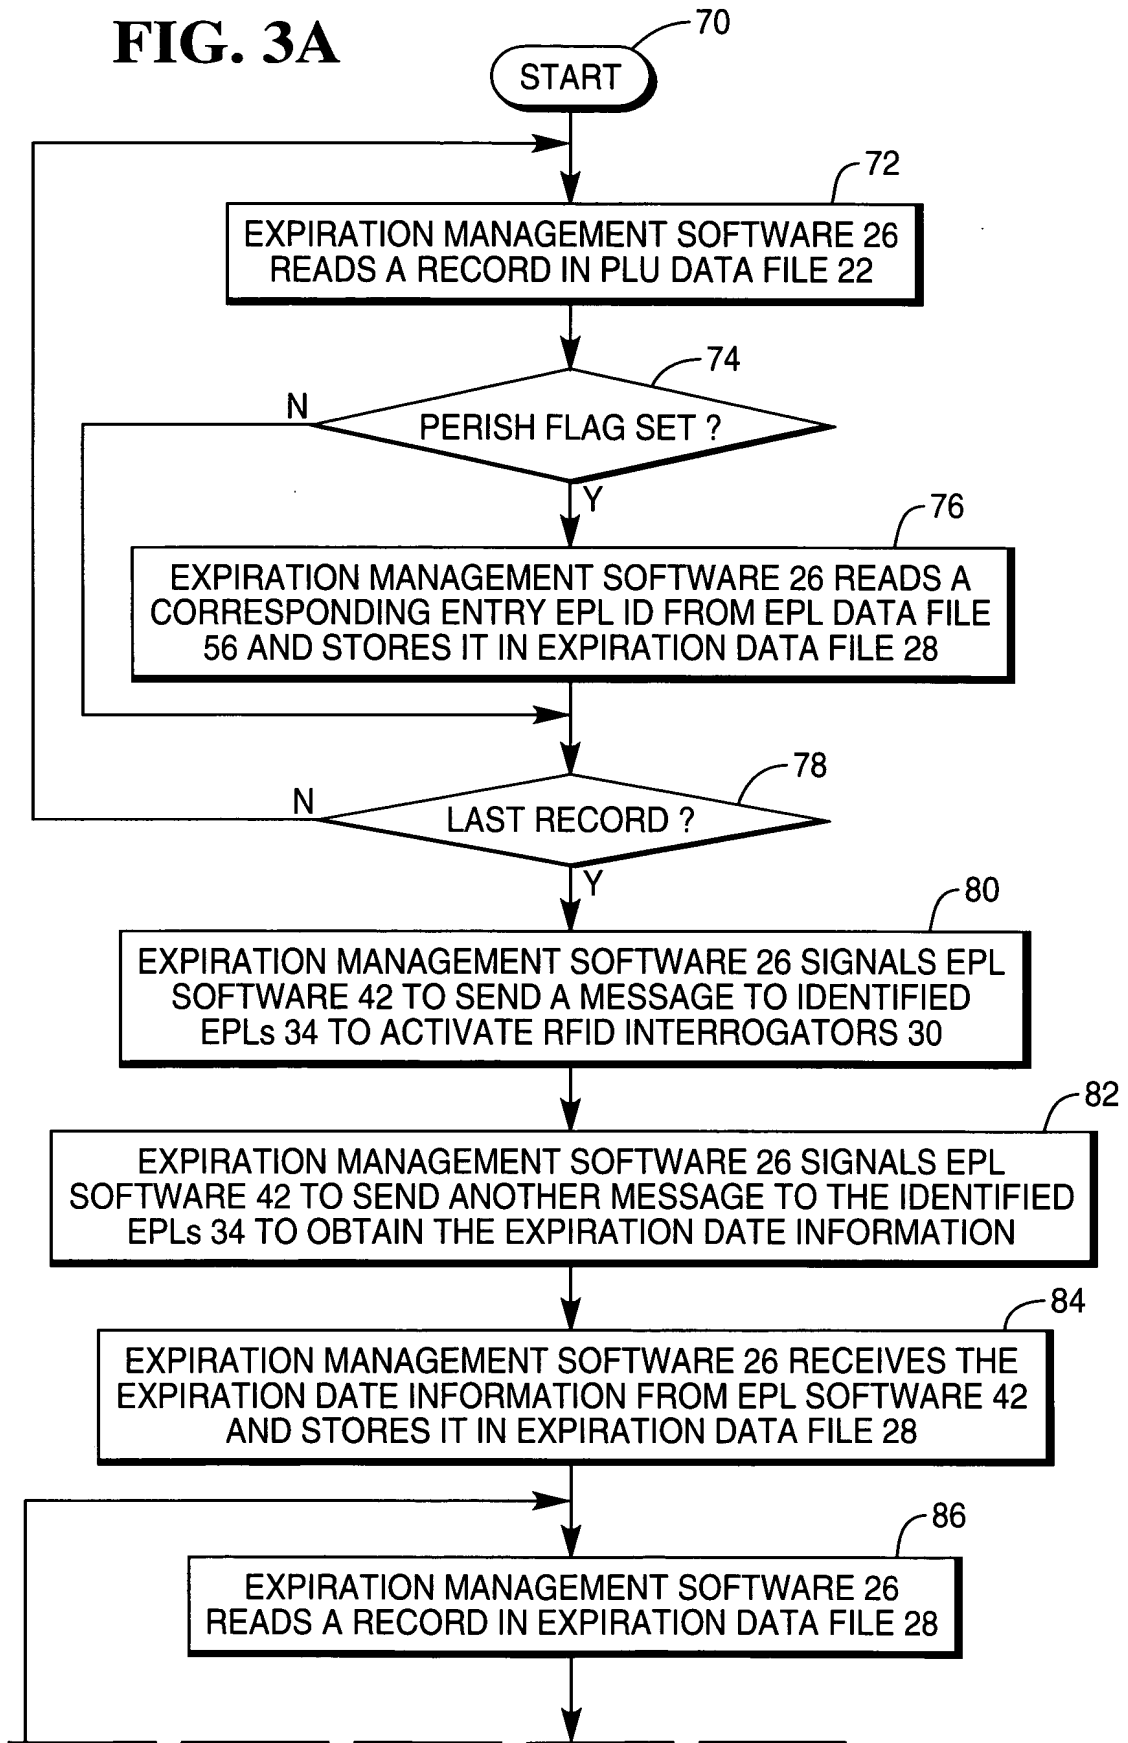 FIG. 3A
70
START
72
EXPIRATION MANAGEMENT SOFTWARE 26
READS A RECORD IN PLU DATA FILE 22
74
N
PERISH FLAG SET ?
Y
76
EXPIRATION MANAGEMENT SOFTWARE 26 READS A
CORRESPONDING ENTRY EPL ID FROM EPL DATA FILE
56 AND STORES IT IN EXPIRATION DATA FILE 28
78
N
LAST RECORD ?
Y
80
EXPIRATION MANAGEMENT SOFTWARE 26 SIGNALS EPL
SOFTWARE 42 TO SEND A MESSAGE TO IDENTIFIED
EPLs 34 TO ACTIVATE RFID INTERROGATORS 30
82
EXPIRATION MANAGEMENT SOFTWARE 26 SIGNALS EPL
SOFTWARE 42 TO SEND ANOTHER MESSAGE TO THE IDENTIFIED
EPLs 34 TO OBTAIN THE EXPIRATION DATE INFORMATION
84
EXPIRATION MANAGEMENT SOFTWARE 26 RECEIVES THE
EXPIRATION DATE INFORMATION FROM EPL SOFTWARE 42
AND STORES IT IN EXPIRATION DATA FILE 28
86
EXPIRATION MANAGEMENT SOFTWARE 26
READS A RECORD IN EXPIRATION DATA FILE 28